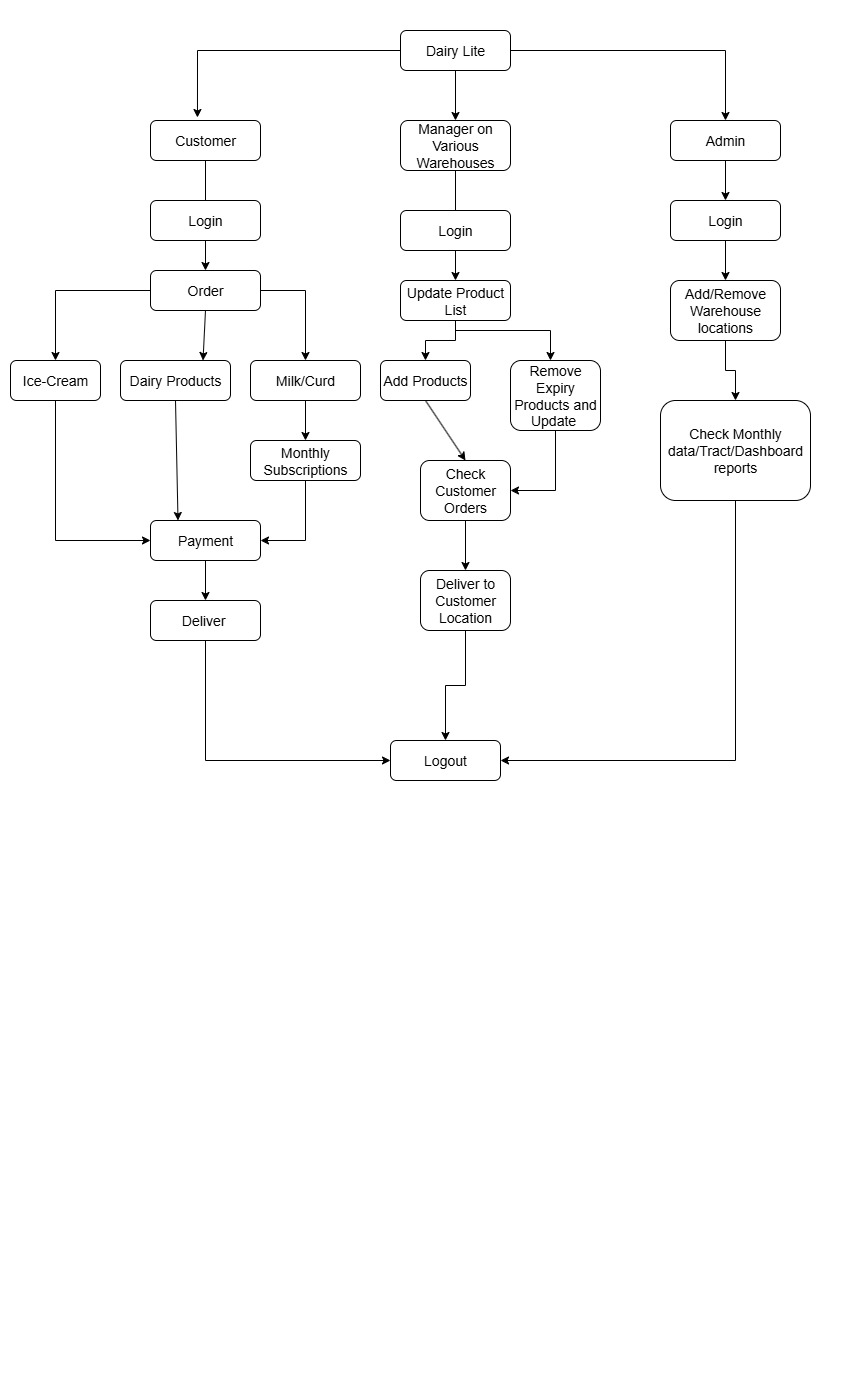 Dairy Lite
Customer
Manager on
Various
Warehouses
Admin
Login
Login
Login
Order
Update Product
List
Add/Remove
Warehouse
locations
Ice-Cream
Dairy Products
Milk/Curd
Add Products
Remove
Expiry
Products and
Update
Monthly
Subscriptions
Check
Customer
Orders
Check Monthly
data/Tract/Dashboard
reports
Payment
Deliver
Deliver to
Customer
Location
Logout